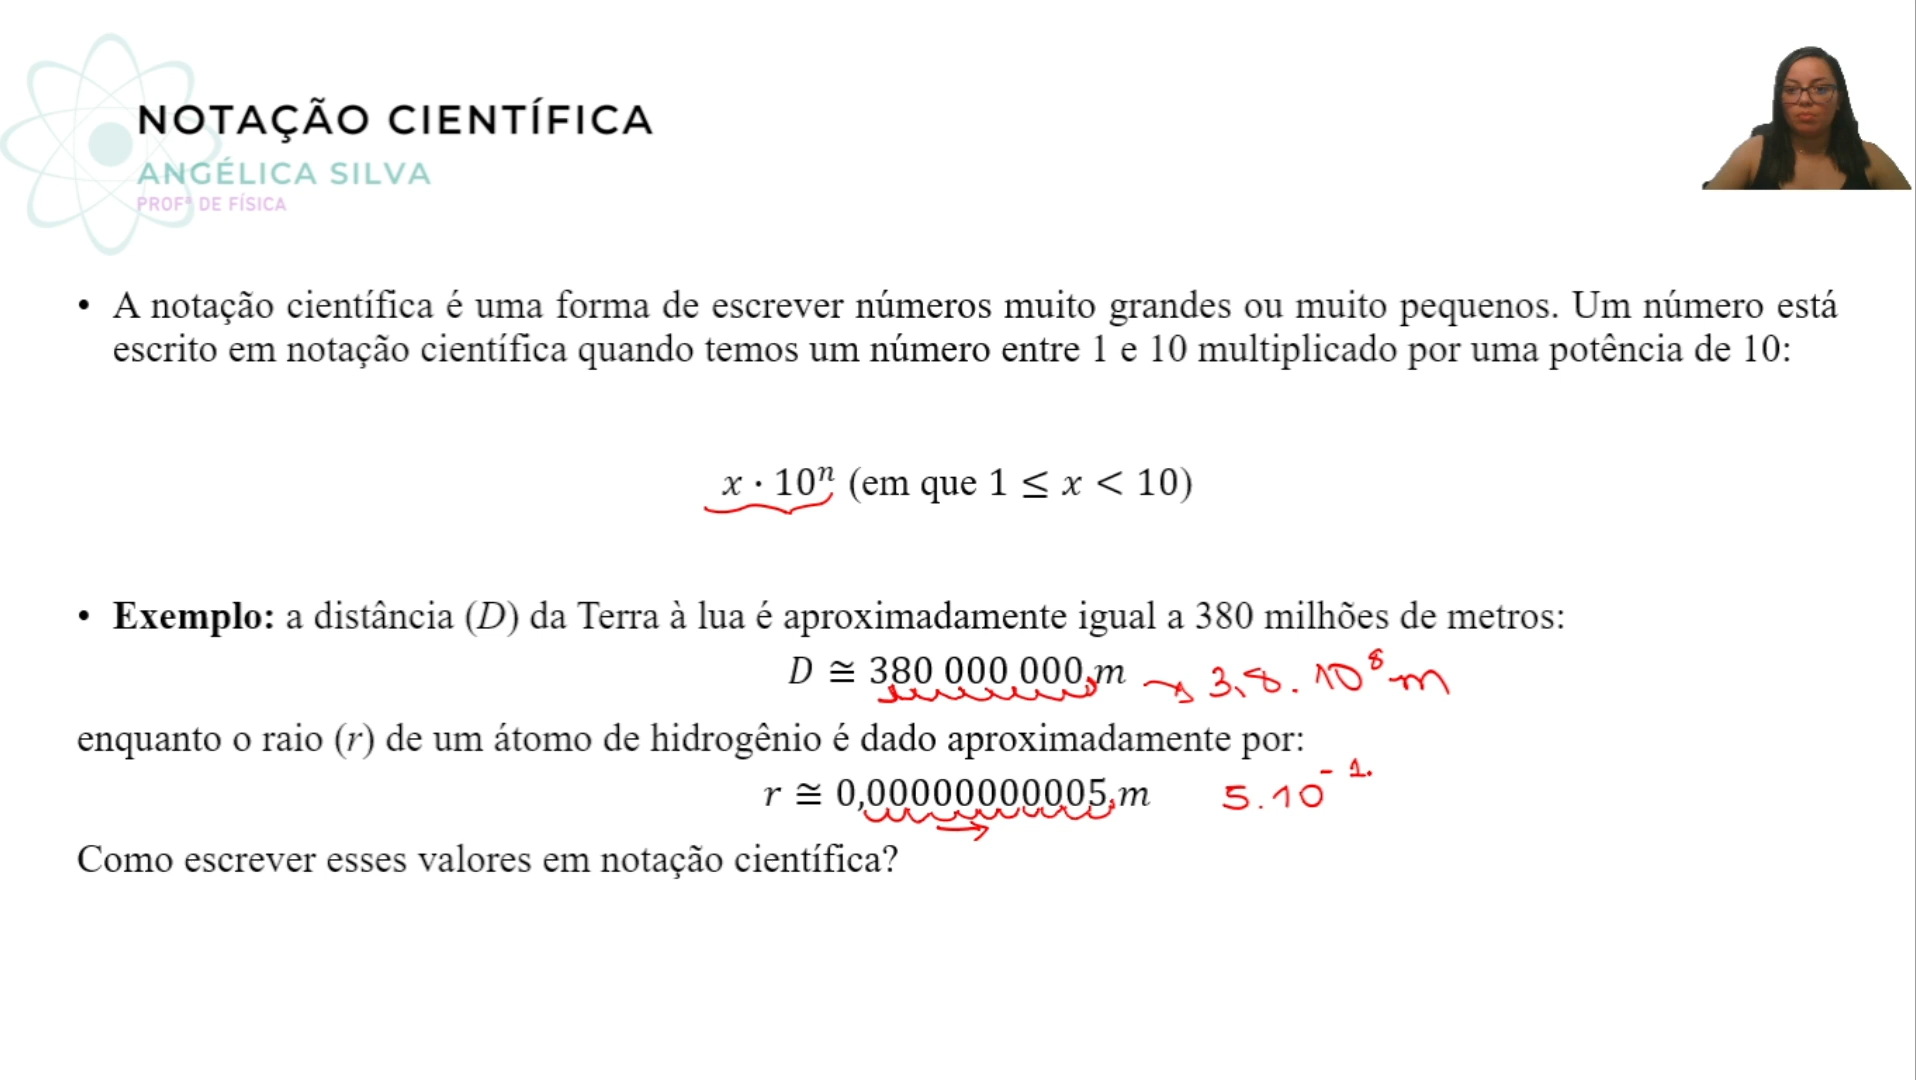 NOTAÇÃO CIENTÍFICA
ANGÉLICA SILVA
PROFª DE FÍSICA
• A notação científica é uma forma de escrever números muito grandes ou muito pequenos. Um número está
escrito em notação científica quando temos um número entre 1 e 10 multiplicado por uma potência de 10:
x · 10ⁿ (em que 1 ≤ x < 10)
• Exemplo: a distância (D) da Terra à lua é aproximadamente igual a 380 milhões de metros:
D ≅ 380 000 000, m → 3,8 . 10⁸ m
enquanto o raio (r) de um átomo de hidrogênio é dado aproximadamente por:
r ≅ 0,00000000005, m 5 . 10⁻¹·
Como escrever esses valores em notação científica?